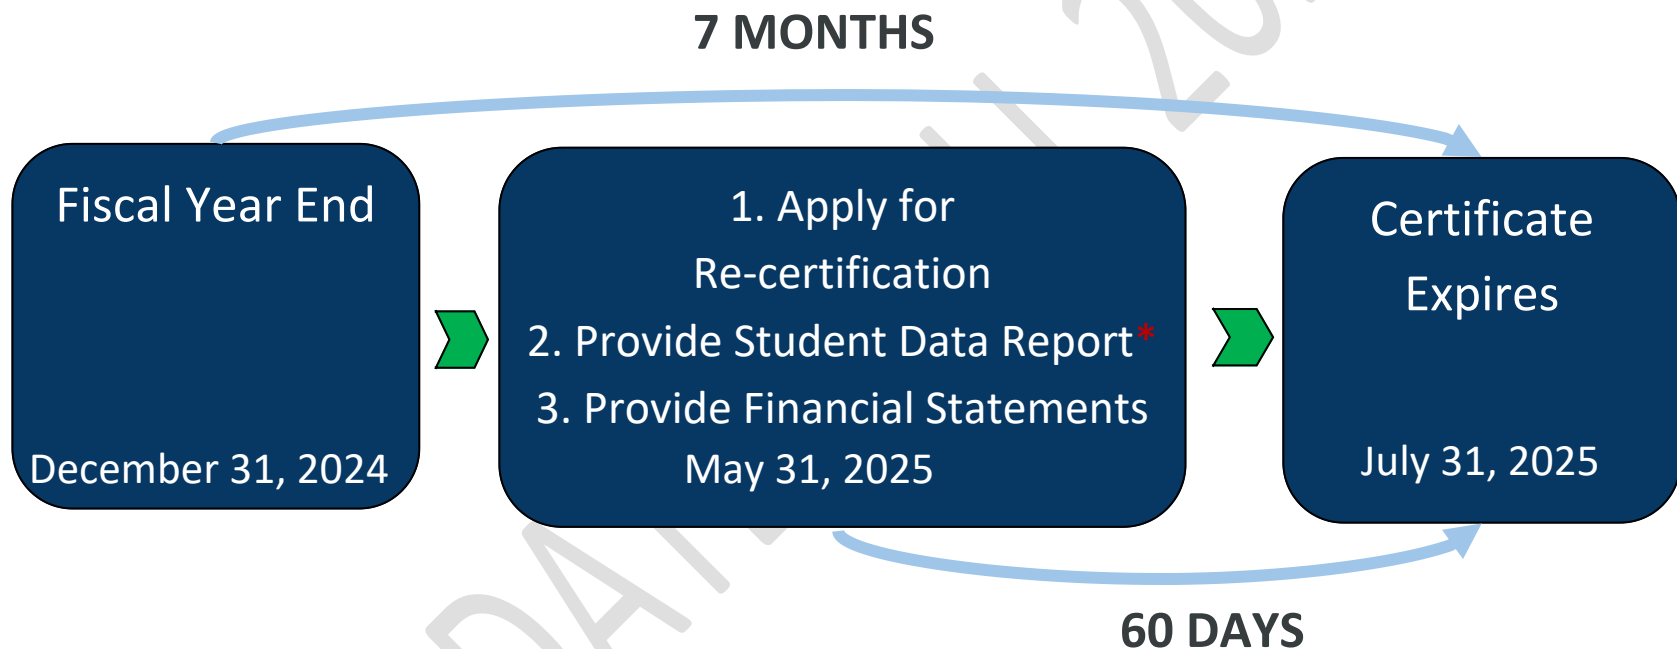 7 MONTHS
Fiscal Year End
December 31, 2024
1. Apply for
Re-certification
2. Provide Student Data Report*
3. Provide Financial Statements
May 31, 2025
Certificate
Expires
July 31, 2025
60 DAYS